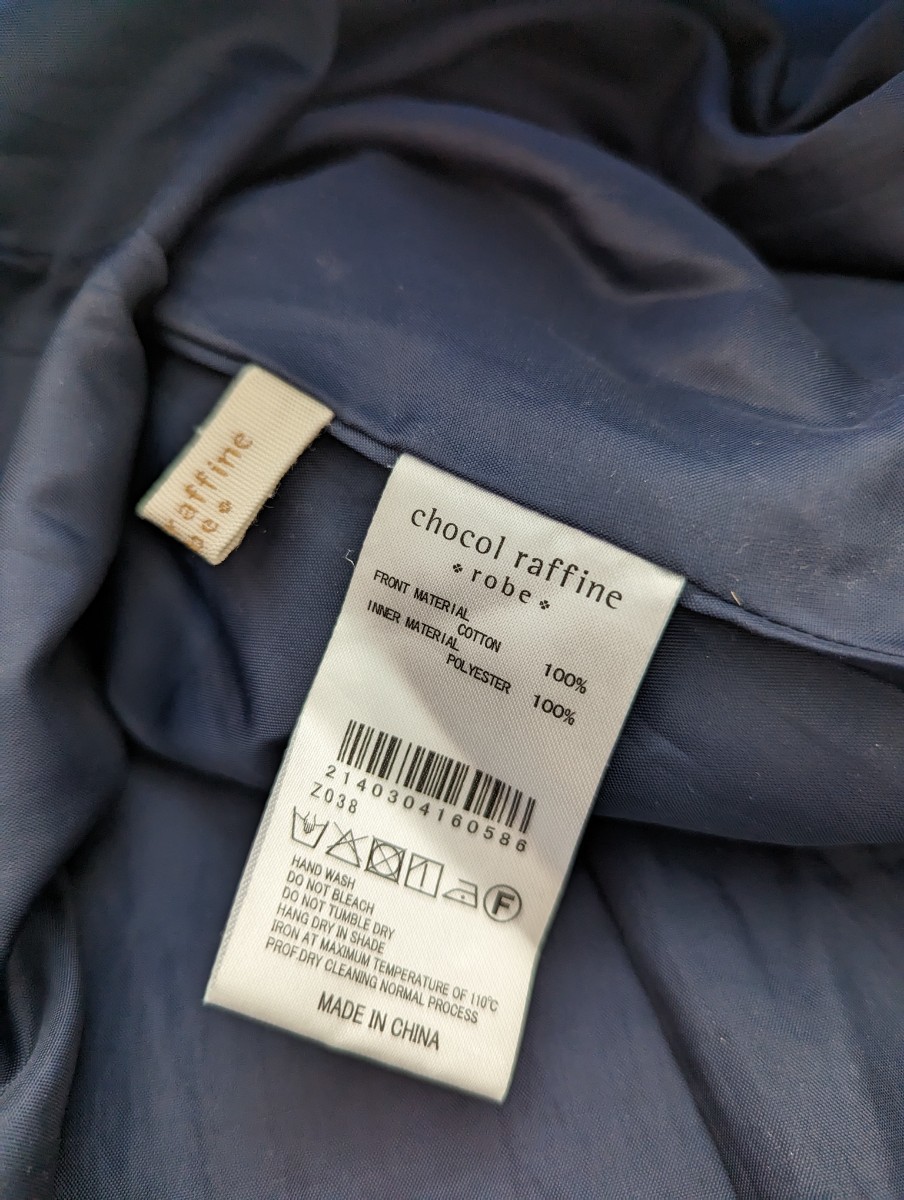 raffine
chocol raffine
robe
FRONT MATERIAL
COTTON 100%
INNER MATERIAL
POLYESTER 100%
2140304160586
Z038
F
HAND WASH
DO NOT BLEACH
DO NOT TUMBLE DRY
HANG DRY IN SHADE
IRON AT MAXIMUM TEMPERATURE OF 110℃
PROF.DRY CLEANING NORMAL PROCESS
MADE IN CHINA